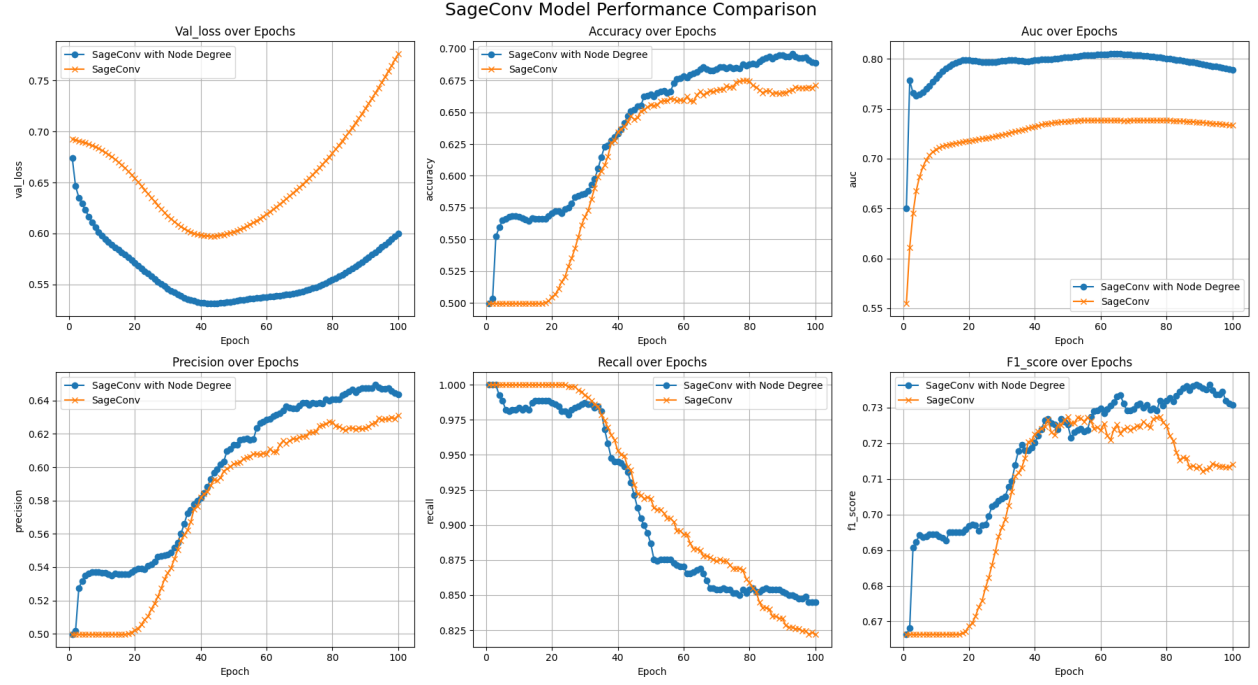 SageConv Model Performance Comparison
Val_loss over Epochs
SageConv with Node Degree
SageConv
val_loss
0.75
0.70
0.65
0.60
0.55
0 20 40 60 80 100
Epoch
Accuracy over Epochs
SageConv with Node Degree
SageConv
accuracy
0.700
0.675
0.650
0.625
0.600
0.575
0.550
0.525
0.500
0 20 40 60 80 100
Epoch
Auc over Epochs
SageConv with Node Degree
SageConv
auc
0.80
0.75
0.70
0.65
0.60
0.55
0 20 40 60 80 100
Epoch
Precision over Epochs
SageConv with Node Degree
SageConv
precision
0.64
0.62
0.60
0.58
0.56
0.54
0.52
0.50
0 20 40 60 80 100
Epoch
Recall over Epochs
SageConv with Node Degree
SageConv
recall
1.000
0.975
0.950
0.925
0.900
0.875
0.850
0.825
0 20 40 60 80 100
Epoch
F1_score over Epochs
SageConv with Node Degree
SageConv
f1_score
0.73
0.72
0.71
0.70
0.69
0.68
0.67
0 20 40 60 80 100
Epoch